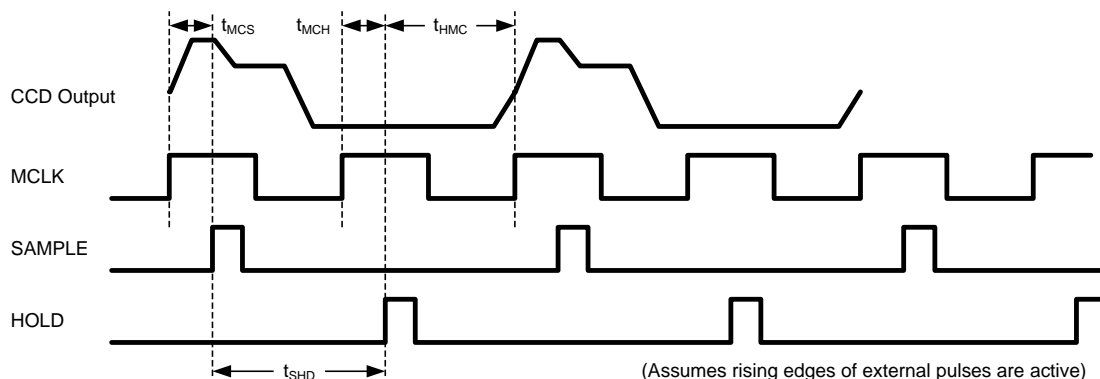 tMCS
tMCH
tHMC
CCD Output
MCLK
SAMPLE
HOLD
tSHD
(Assumes rising edges of external pulses are active)